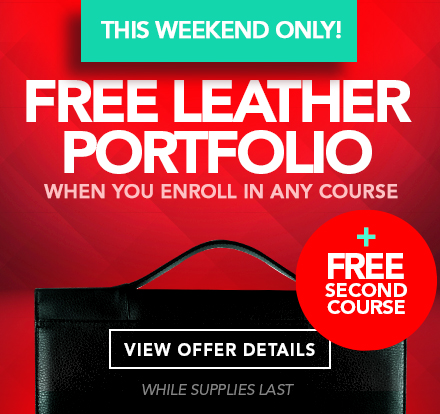 THIS WEEKEND ONLY!
FREE LEATHER
PORTFOLIO
WHEN YOU ENROLL IN ANY COURSE
+
FREE
SECOND
COURSE
VIEW OFFER DETAILS
WHILE SUPPLIES LAST